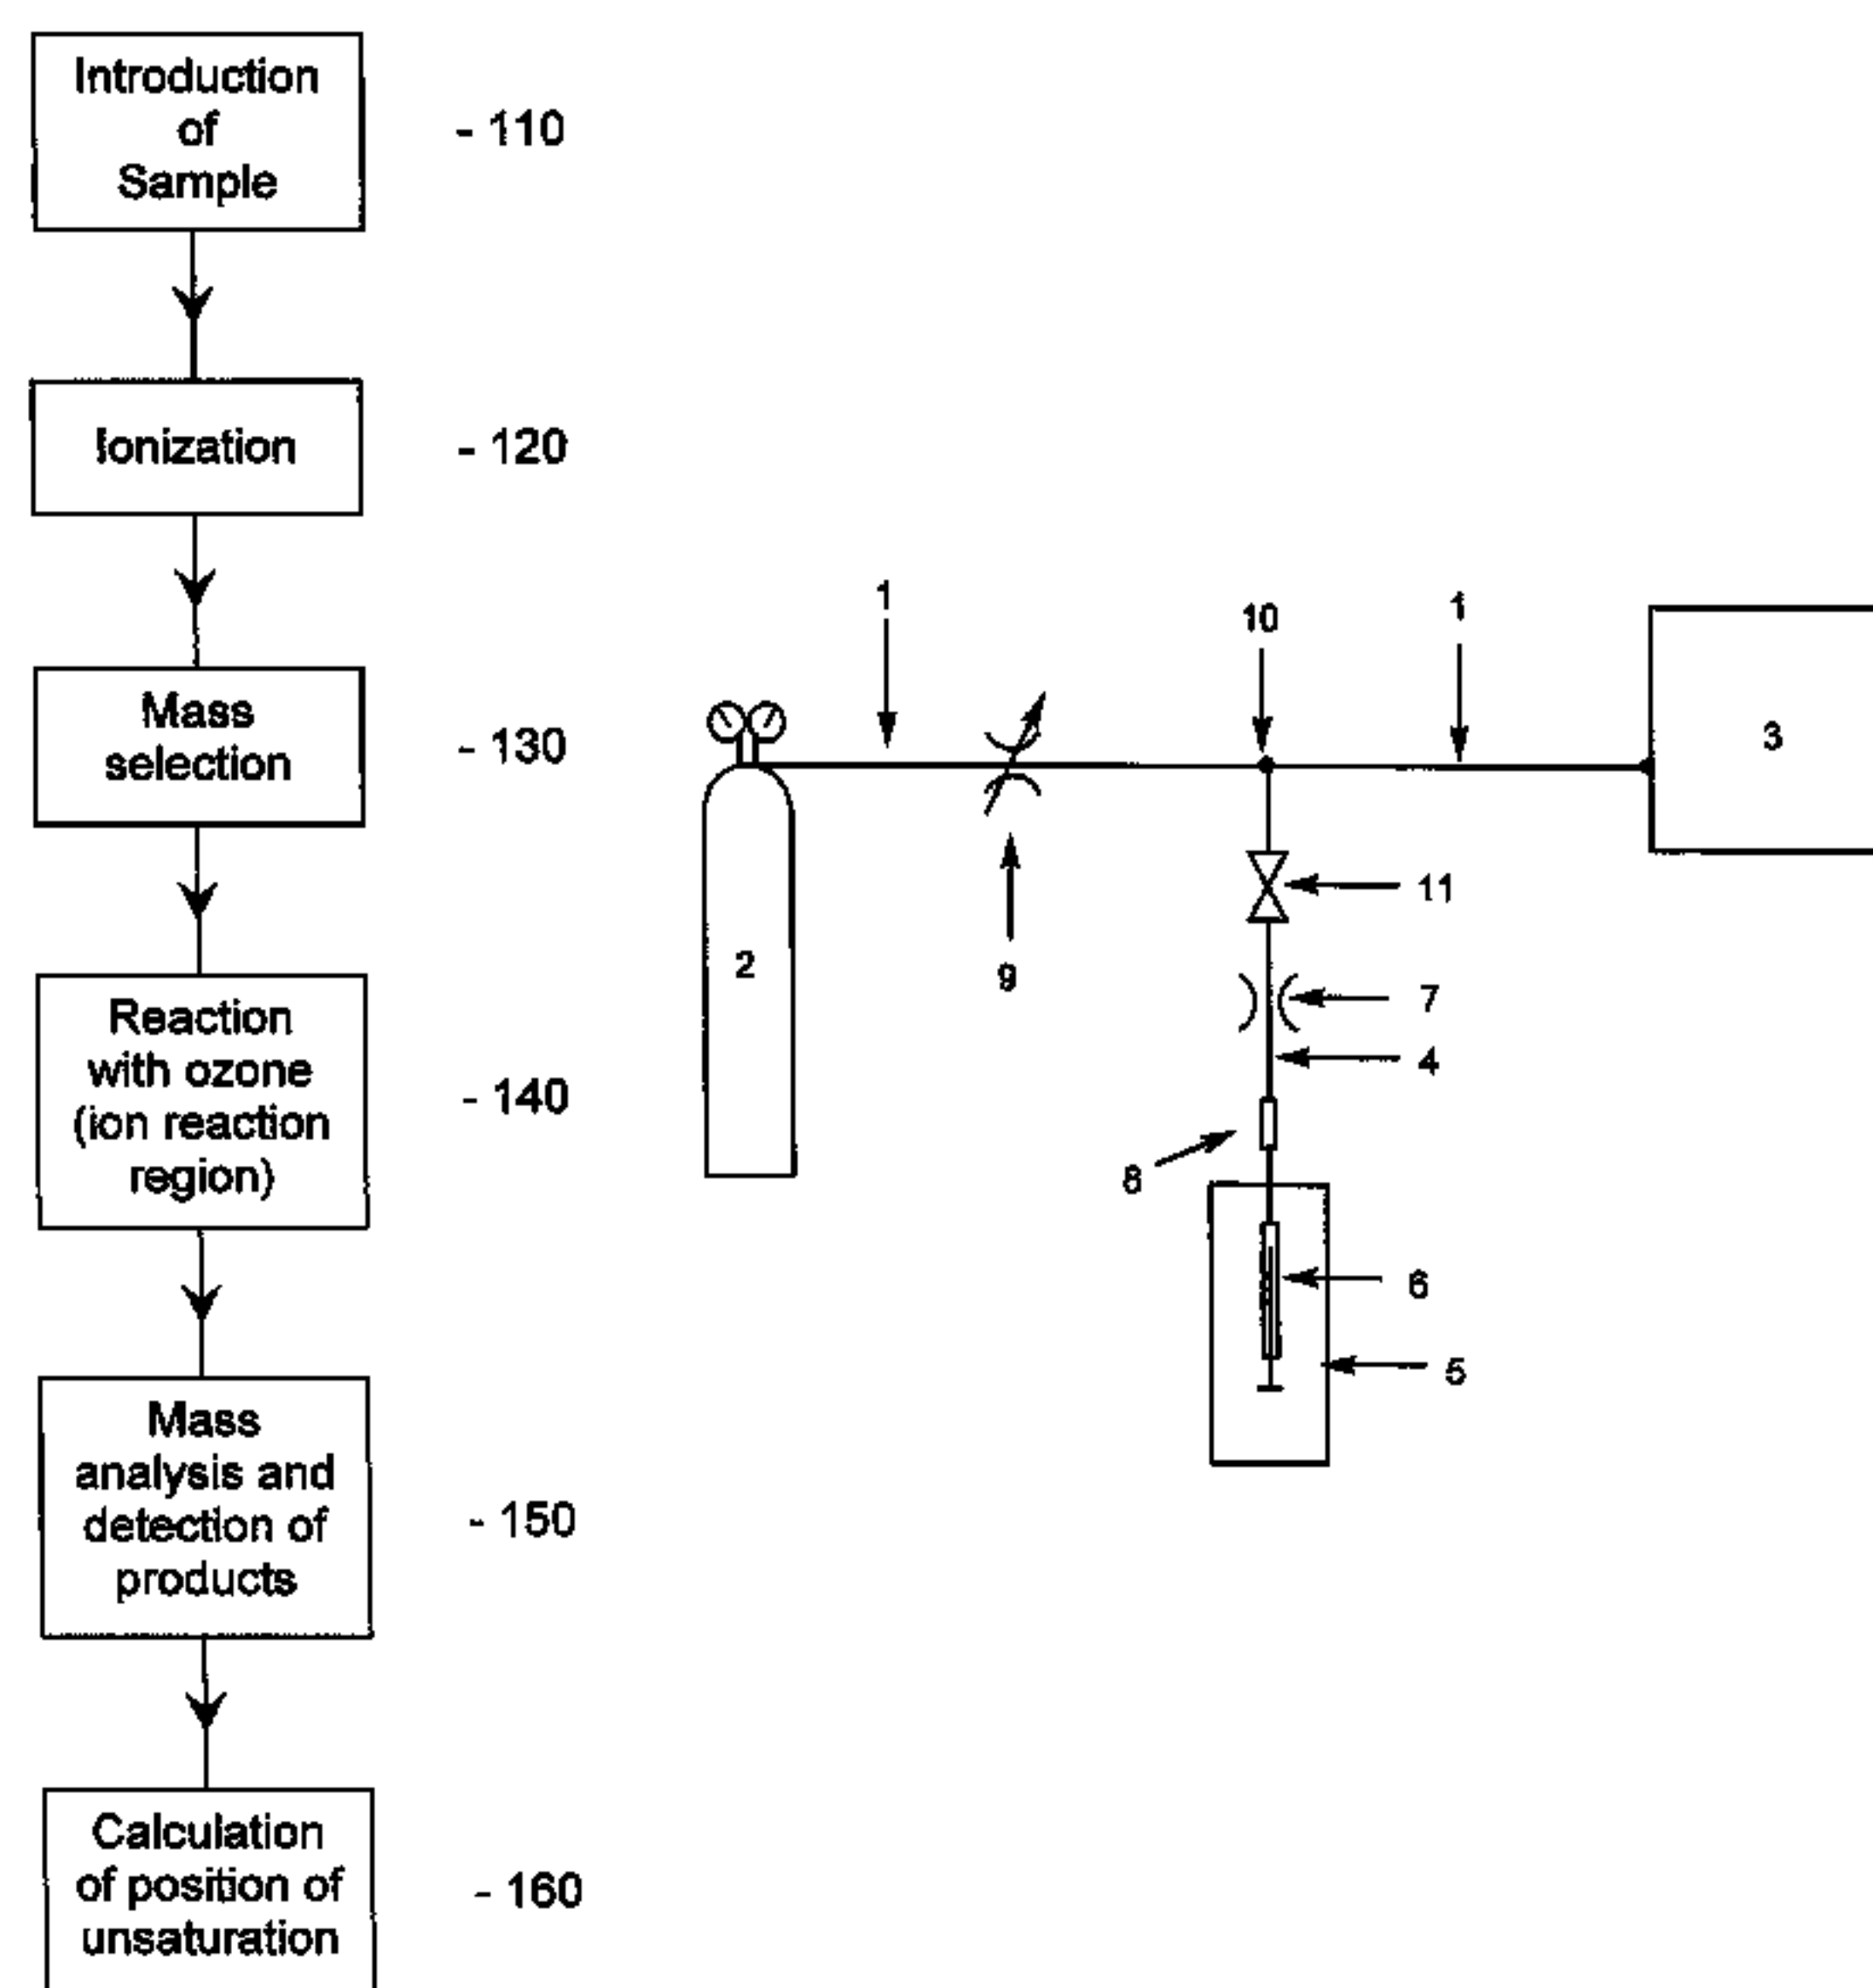 Introduction
of
Sample
- 110
Ionization
- 120
Mass
selection
- 130
Reaction
with ozone
(ion reaction
region)
- 140
Mass
analysis and
detection of
products
- 150
Calculation
of position of
unsaturation
- 160
1
10
1
3
2
9
11
7
4
8
6
5